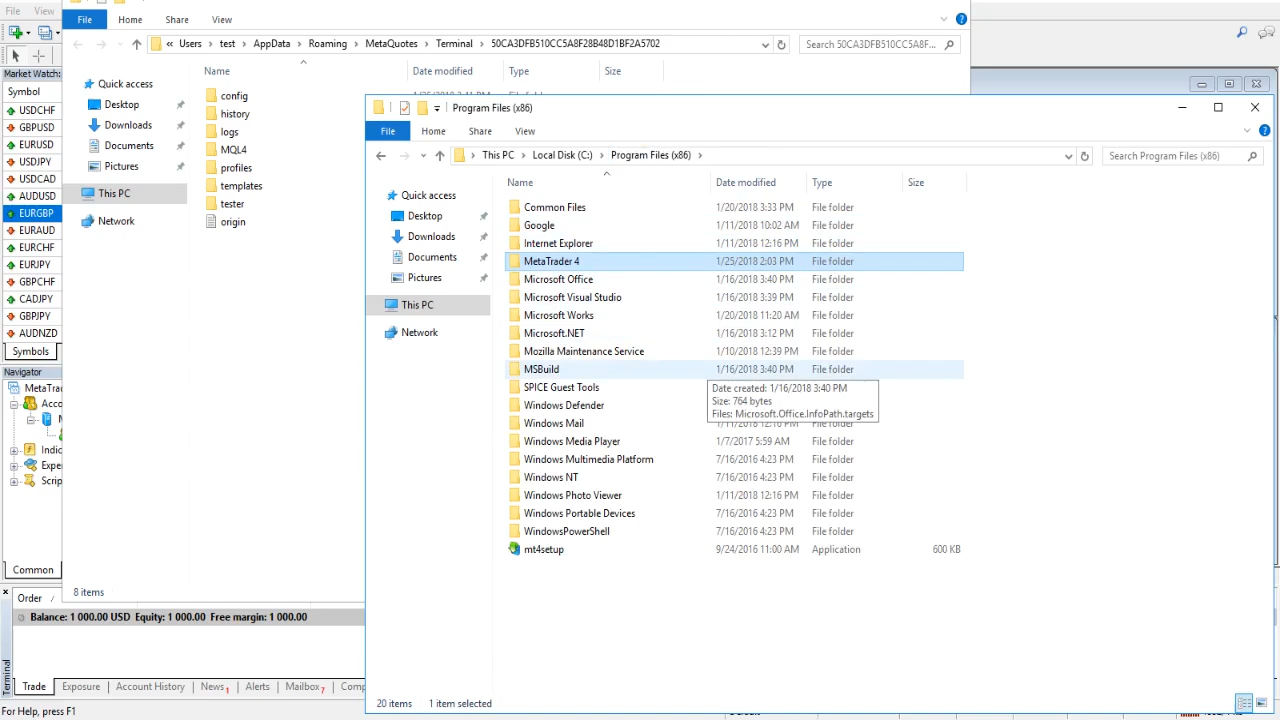 File View
File Home Share View
« Users › test › AppData › Roaming › MetaQuotes › Terminal › 50CA3DFB510CC5A8F28B48D1BF2A5702
Search 50CA3DFB510CC5A8F...
Name Date modified Type Size
Quick access
Desktop
Downloads
Documents
Pictures
This PC
Network
config
history
logs
MQL4
profiles
templates
tester
origin
8 items
Market Watch:
Symbol
USDCHF
GBPUSD
EURUSD
USDJPY
USDCAD
AUDUSD
EURGBP
EURAUD
EURCHF
EURJPY
GBPCHF
CADJPY
GBPJPY
AUDNZD
Symbols
Navigator
MetaTra
Acco
Indic
Exper
Scrip
Common
Program Files (x86)
File Home Share View
› This PC › Local Disk (C:) › Program Files (x86) ›
Search Program Files (x86)
Quick access
Desktop
Downloads
Documents
Pictures
This PC
Network
Name Date modified Type Size
Common Files 1/20/2018 3:33 PM File folder
Google 1/11/2018 10:02 AM File folder
Internet Explorer 1/11/2018 12:16 PM File folder
MetaTrader 4 1/25/2018 2:03 PM File folder
Microsoft Office 1/16/2018 3:40 PM File folder
Microsoft Visual Studio 1/16/2018 3:39 PM File folder
Microsoft Works 1/20/2018 11:20 AM File folder
Microsoft.NET 1/16/2018 3:12 PM File folder
Mozilla Maintenance Service 1/10/2018 12:39 PM File folder
MSBuild 1/16/2018 3:40 PM File folder
SPICE Guest Tools
Windows Defender
Windows Mail 1/11/2018 12:16 PM File folder
Windows Media Player 1/7/2017 5:59 AM File folder
Windows Multimedia Platform 7/16/2016 4:23 PM File folder
Windows NT 7/16/2016 4:23 PM File folder
Windows Photo Viewer 1/11/2018 12:16 PM File folder
Windows Portable Devices 7/16/2016 4:23 PM File folder
WindowsPowerShell 7/16/2016 4:23 PM File folder
mt4setup 9/24/2016 11:00 AM Application 600 KB
Date created: 1/16/2018 3:40 PM
Size: 764 bytes
Files: Microsoft.Office.InfoPath.targets
20 items 1 item selected
Order /
Balance: 1 000.00 USD Equity: 1 000.00 Free margin: 1 000.00
Terminal
Trade Exposure Account History News 1 Alerts Mailbox 7 Comp
For Help, press F1